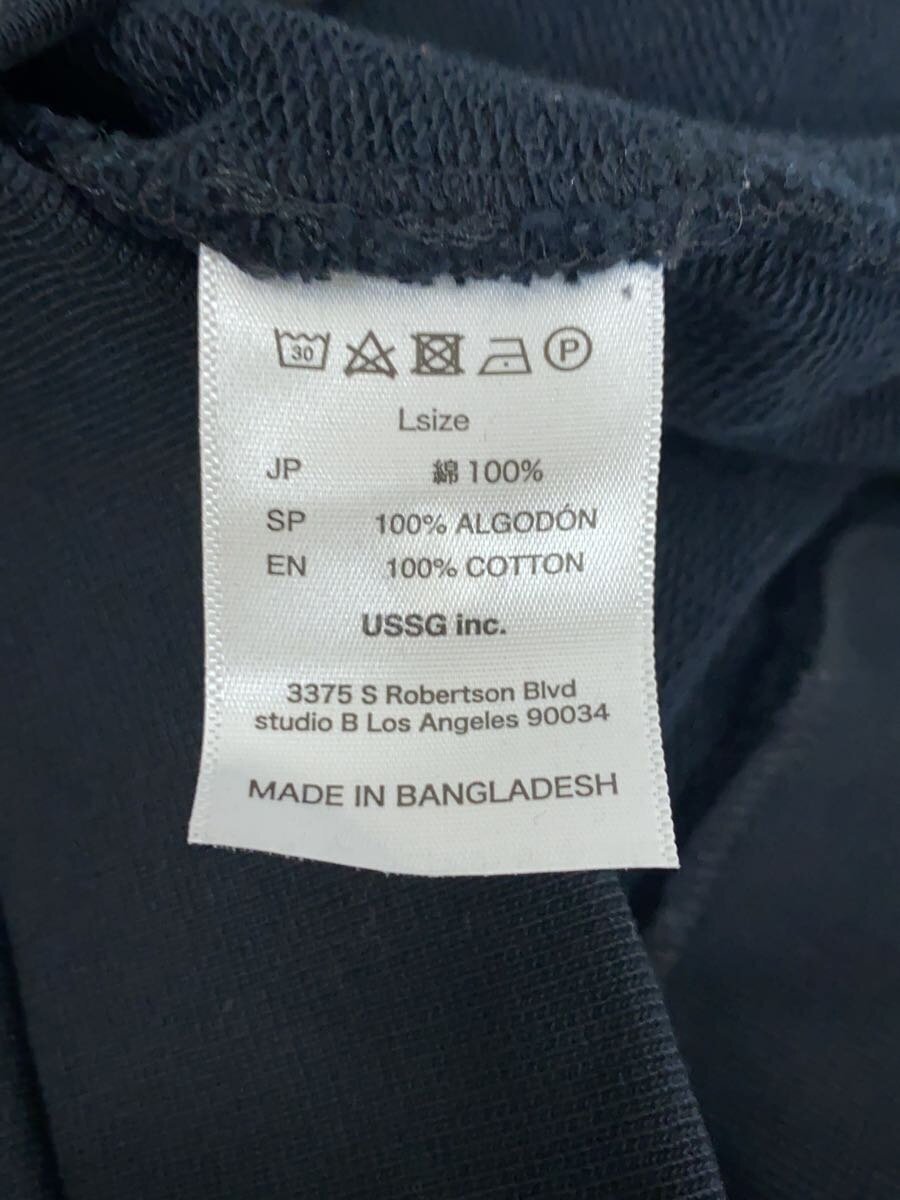 30 P
Lsize
JP 綿 100%
SP 100% ALGODÓN
EN 100% COTTON
USSG inc.
3375 S Robertson Blvd
studio B Los Angeles 90034
MADE IN BANGLADESH